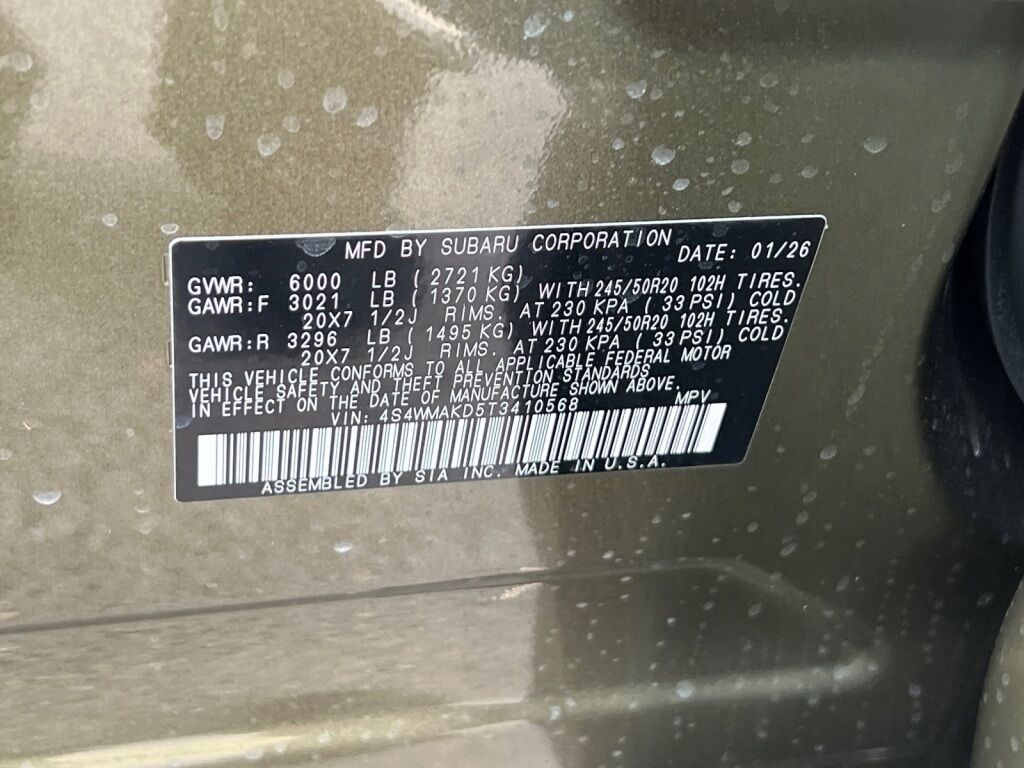 MFD BY SUBARU CORPORATION DATE: 01/26
GVWR: 6000 LB ( 2721 KG)
GAWR:F 3021 LB ( 1370 KG) WITH 245/50R20 102H TIRES.
20X7 1/2J RIMS. AT 230 KPA ( 33 PSI) COLD
GAWR:R 3296 LB ( 1495 KG) WITH 245/50R20 102H TIRES.
20X7 1/2J RIMS. AT 230 KPA ( 33 PSI) COLD
THIS VEHICLE CONFORMS TO ALL APPLICABLE FEDERAL MOTOR
VEHICLE SAFETY AND THEFT PREVENTION STANDARDS
IN EFFECT ON THE DATE OF MANUFACTURE SHOWN ABOVE.
VIN: 4S4WMAKD5T3410568 MPV
ASSEMBLED BY SIA INC. MADE IN U.S.A.